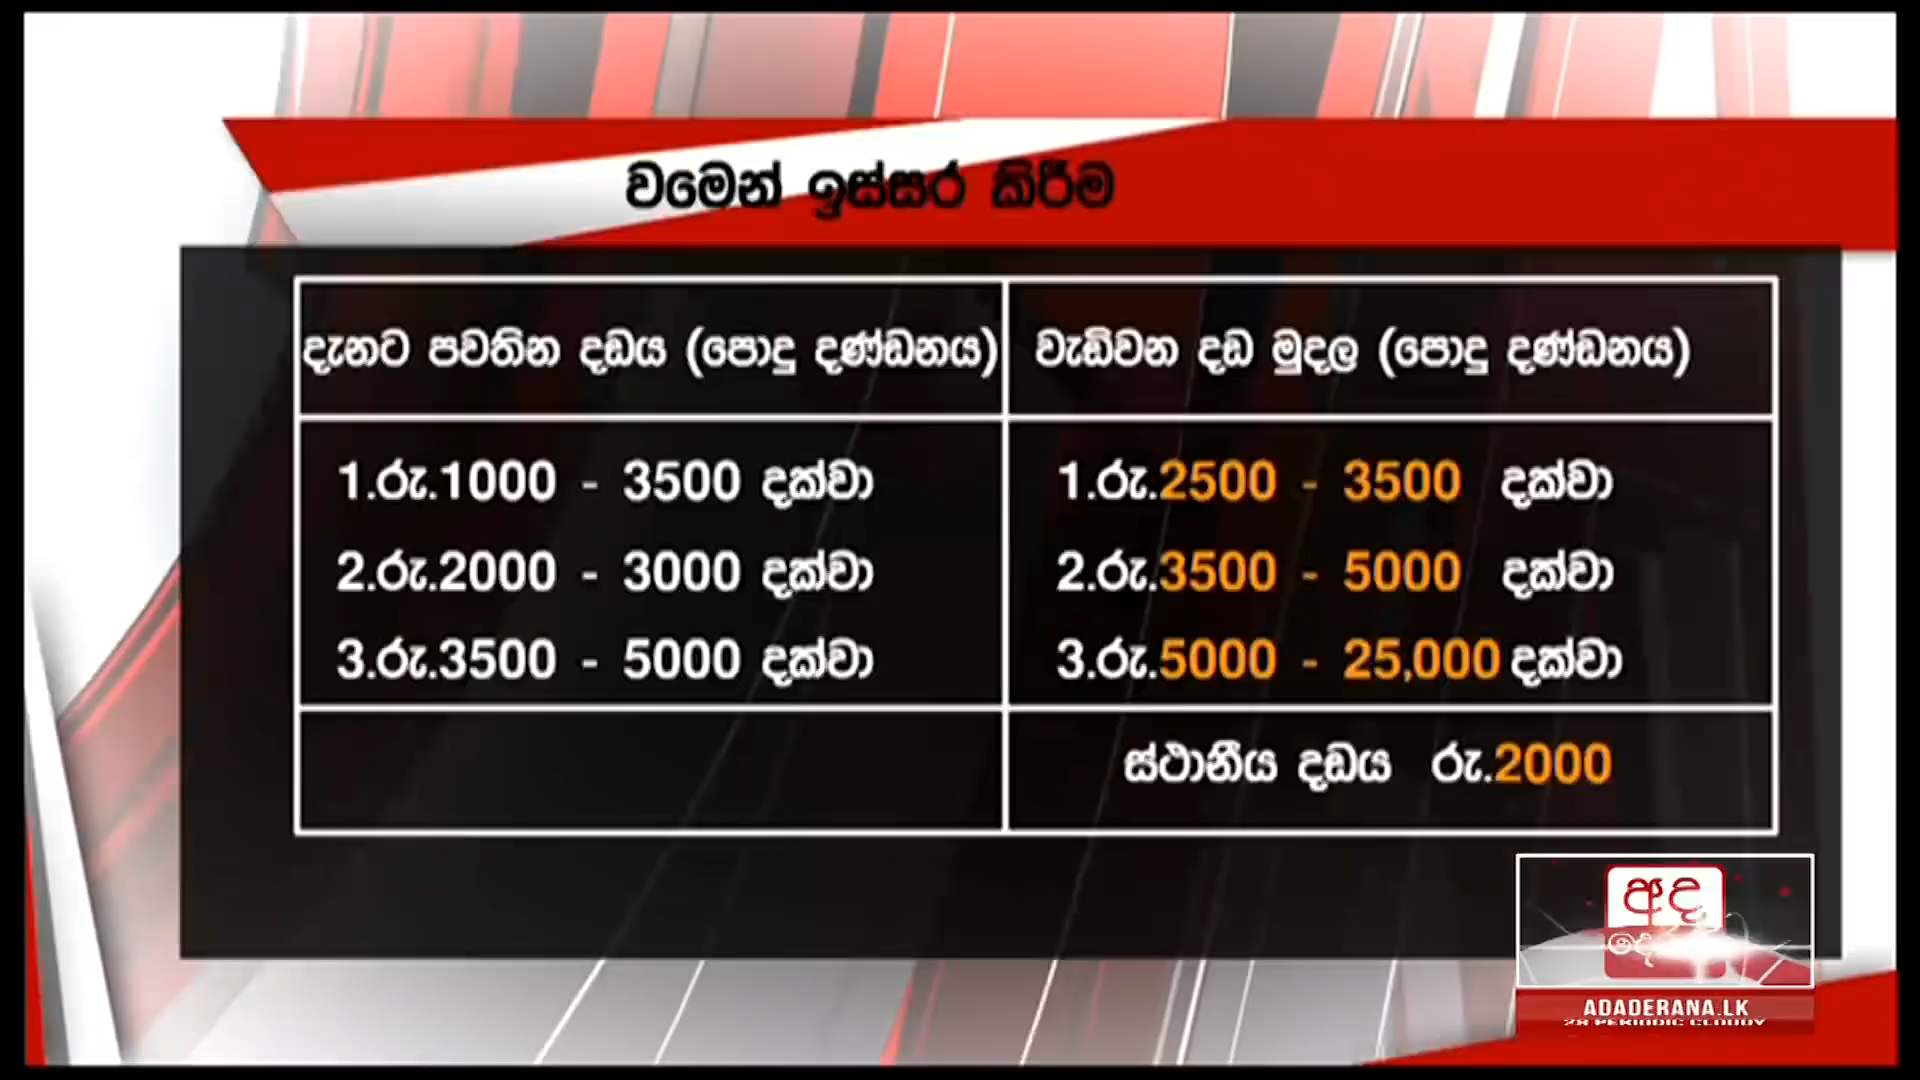 වමෙන් ඉස්සර කිරීම
දැනට පවතින දඩය (පොදු දණ්ඩනය)
වැඩිවන දඩ මුදල (පොදු දණ්ඩනය)
1.රු.1000 - 3500 දක්වා
2.රු.2000 - 3000 දක්වා
3.රු.3500 - 5000 දක්වා
1.රු.2500 - 3500 දක්වා
2.රු.3500 - 5000 දක්වා
3.රු.5000 - 25,000 දක්වා
ස්ථානීය දඩය රු.2000
අද
ADADERANA.LK